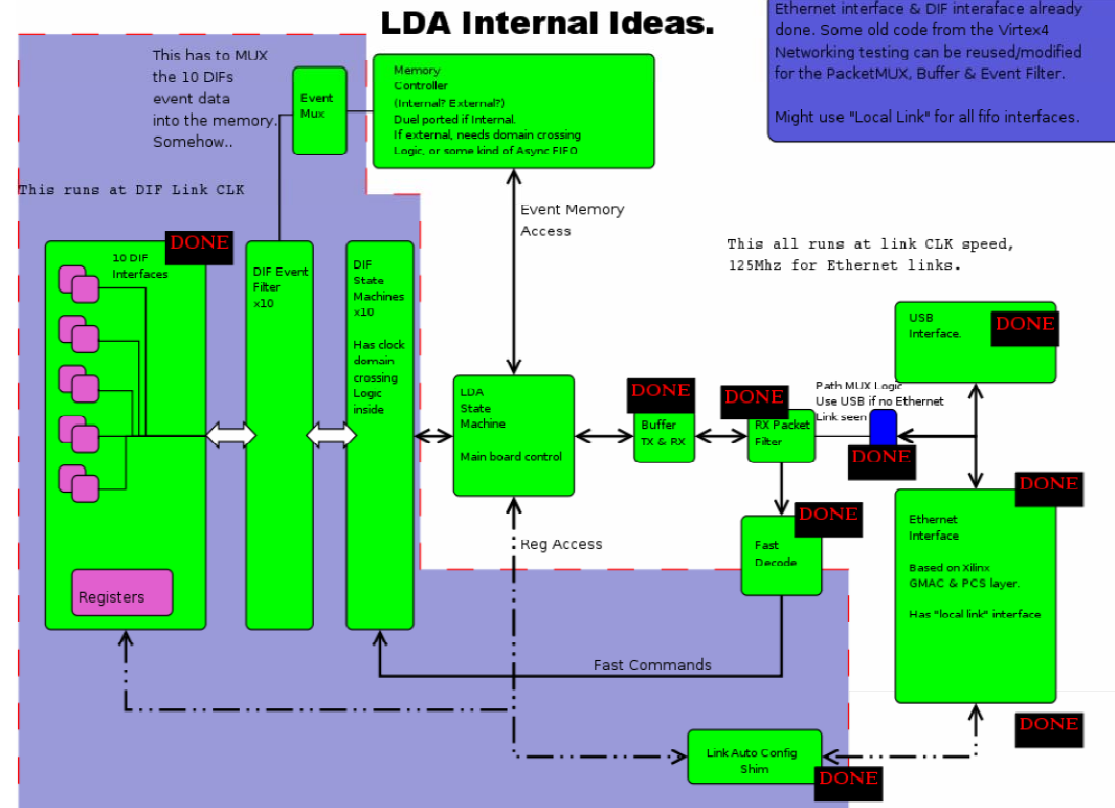 LDA Internal Ideas.
Ethernet interface & DIF interaface already
done. Some old code from the Virtex4
Networking testing can be reused/modified
for the PacketMUX, Buffer & Event Filter.
Might use "Local Link" for all fifo interfaces.
This has to MUX
the 10 DIFs
event data
into the memory.
Somehow..
Event
Mux
Memory
Controller
(Internal? External?)
Duel ported if Internal.
If external, needs domain crossing
Logic, or some kind of Async FIFO
This runs at DIF Link CLK
Event Memory
Access
This all runs at link CLK speed,
125Mhz for Ethernet links.
DONE
10 DIF
Interfaces
Registers
DIF Event
Filter
x10
DIF
State
Machines
x10
Has clock
domain
crossing
Logic
inside
LDA
State
Machine
Main board control
DONE
Buffer
TX & RX
DONE
RX Packet
Filter
Path MUX Logic
Use USB if no Ethernet
Link seen
DONE
USB
Interface.
DONE
DONE
Ethernet
Interface
Based on Xilinx
GMAC & PCS layer.
Has "local link" interface
DONE
Fast
Decode
Reg Access
Fast Commands
DONE
Link Auto Config
Shim
DONE